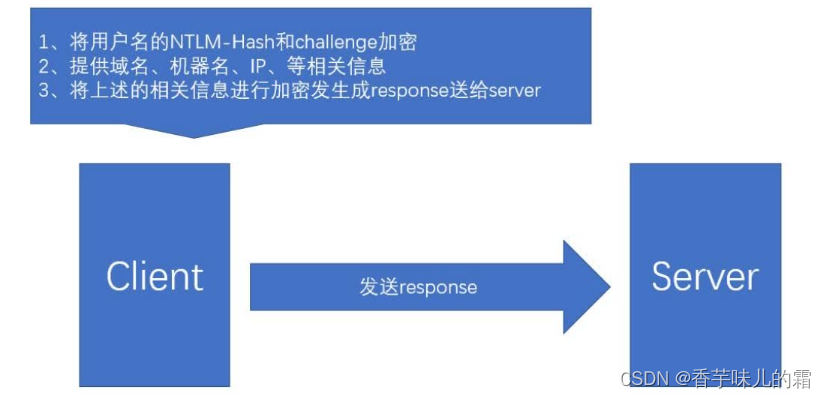 1、将用户名的NTLM-Hash和challenge加密
2、提供域名、机器名、IP、等相关信息
3、将上述的相关信息进行加密发生成response送给server
Client
发送response
Server
CSDN @香芋味儿的霜